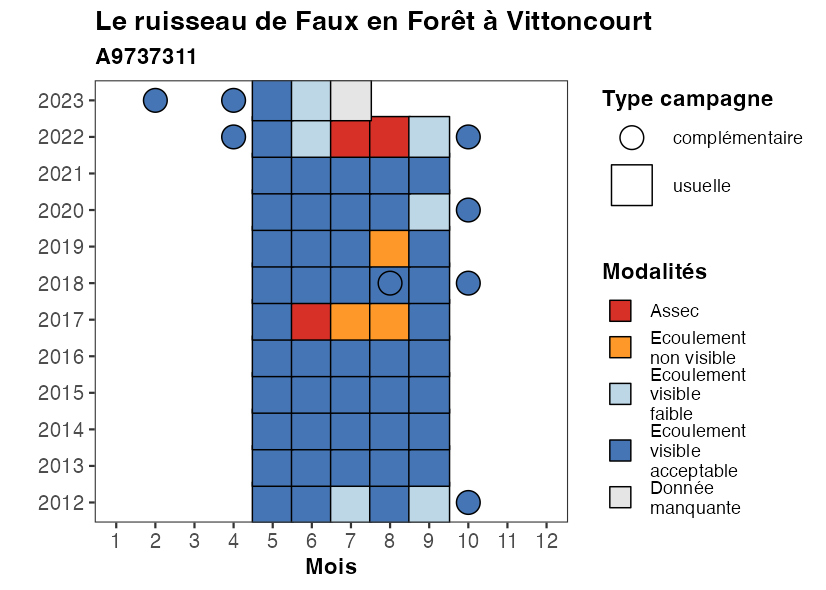 Le ruisseau de Faux en Forêt à Vittoncourt
A9737311
2023
2022
2021
2020
2019
2018
2017
2016
2015
2014
2013
2012
1 2 3 4 5 6 7 8 9 10 11 12
Mois
Type campagne
complémentaire
usuelle
Modalités
Assec
Ecoulement
non visible
Ecoulement
visible
faible
Ecoulement
visible
acceptable
Donnée
manquante